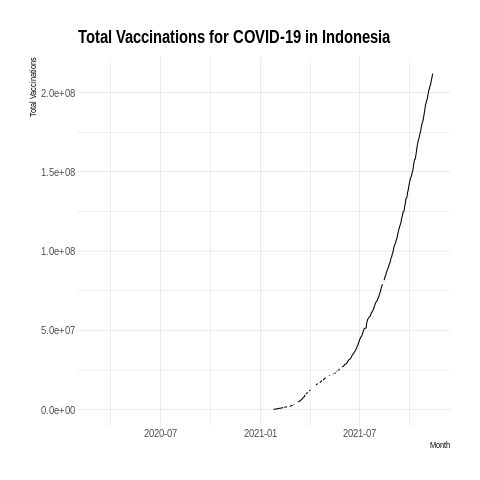 Total Vaccinations for COVID-19 in Indonesia
Total Vaccinations
2.0e+08
1.5e+08
1.0e+08
5.0e+07
0.0e+00
2020-07 2021-01 2021-07
Month